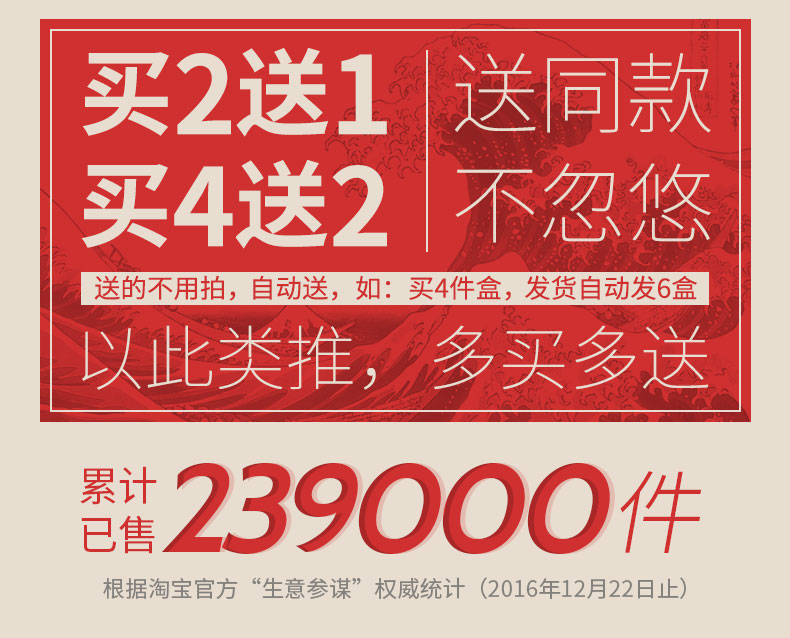 买2送1
买4送2
送同款
不忽悠
送的不用拍，自动送，如：买4件盒，发货自动发6盒
以此类推，多买多送
累计
已售
239000件
根据淘宝官方“生意参谋”权威统计（2016年12月22日止）